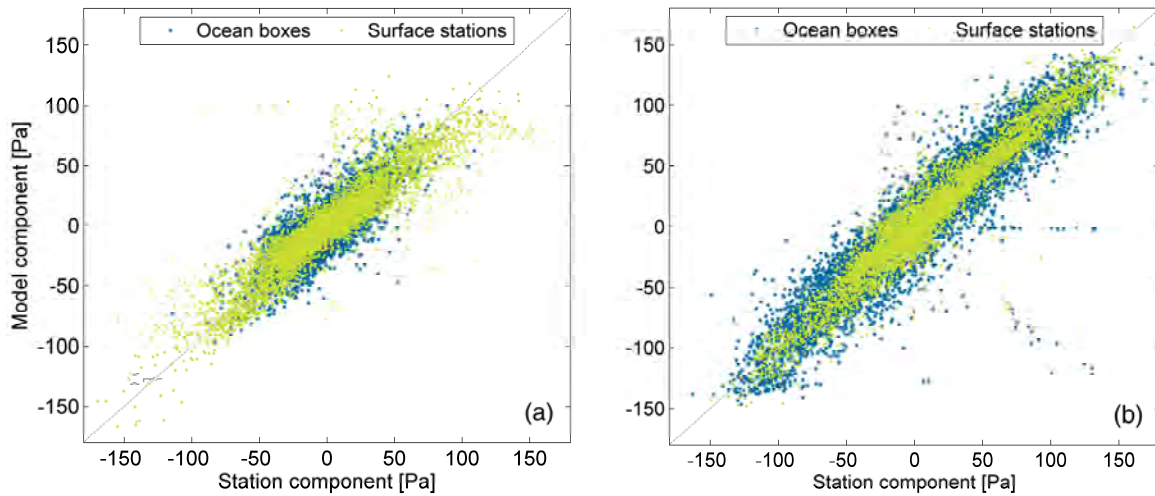 Ocean boxes Surface stations
150
100
50
0
-50
-100
-150
Model component [Pa]
(a)
-150 -100 -50 0 50 100 150
Station component [Pa]
Ocean boxes Surface stations
150
100
50
0
-50
-100
-150
(b)
-150 -100 -50 0 50 100 150
Station component [Pa]